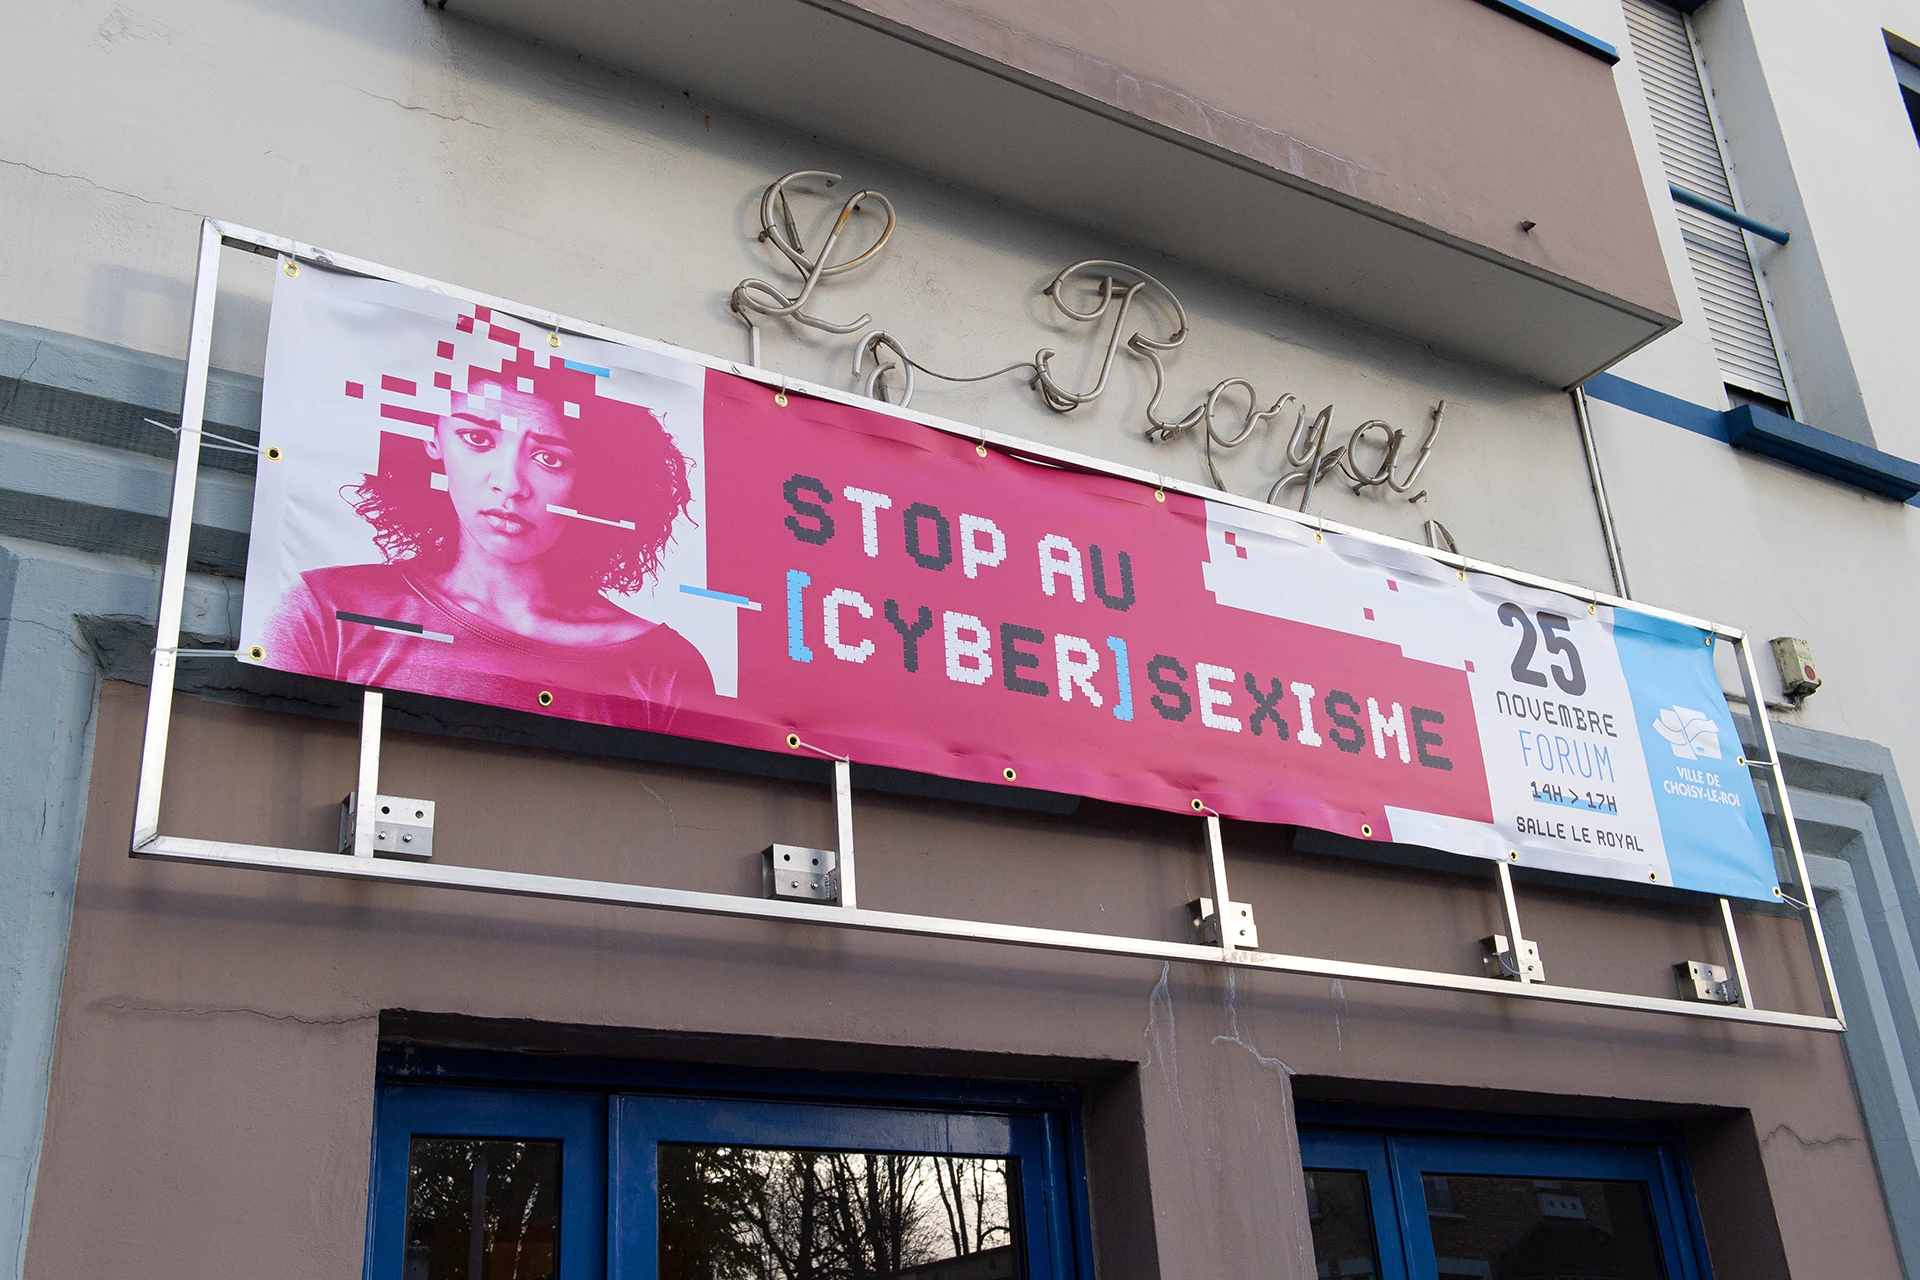 Le Royal
STOP AU
[CYBER]SEXISME
25
NOVEMBRE
FORUM
14H > 17H
SALLE LE ROYAL
VILLE DE
CHOISY-LE-ROI